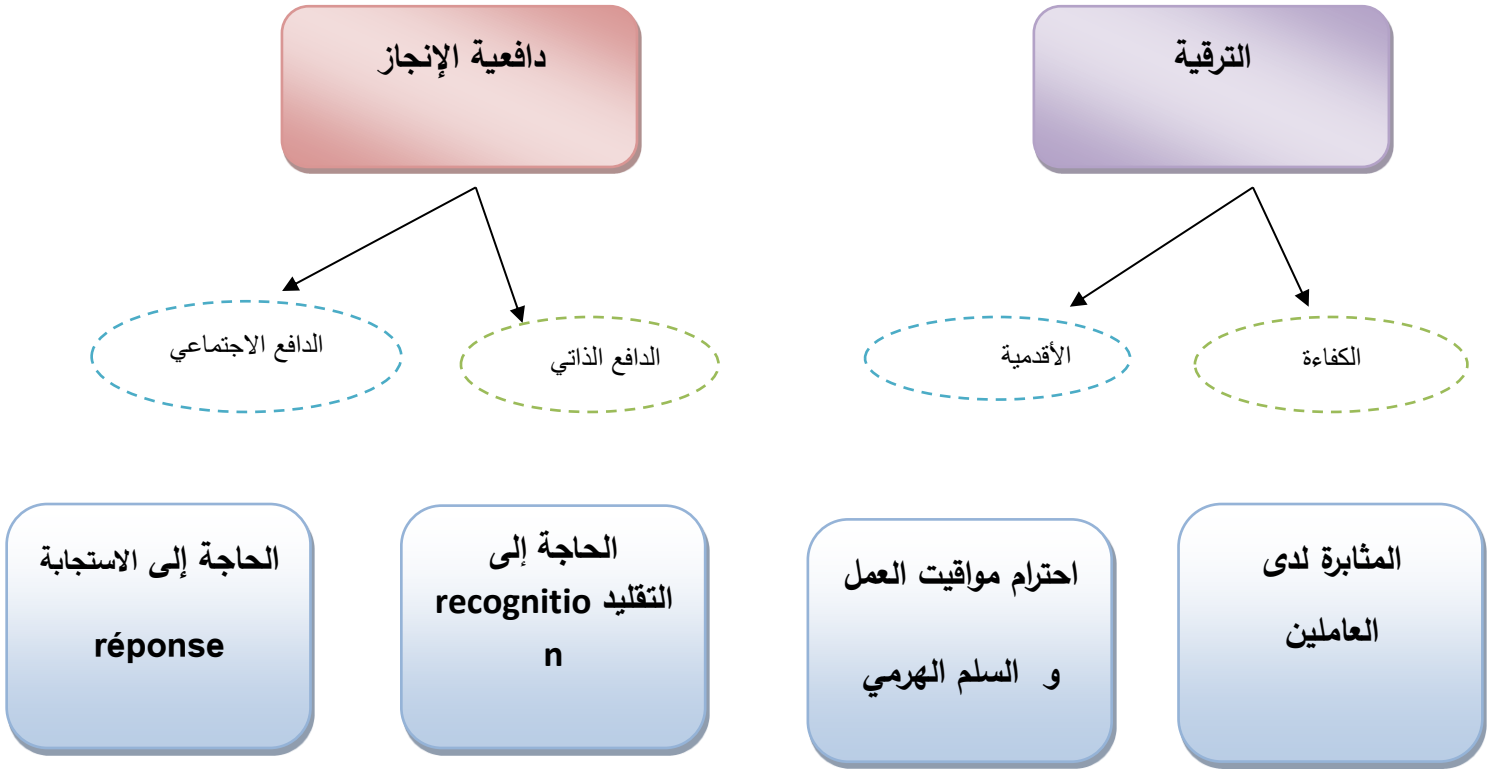 الترقية
دافعية الإنجاز
الكفاءة
الأقدمية
الدافع الذاتي
الدافع الاجتماعي
المثابرة لدى
العاملين
احترام مواقيت العمل
و السلم الهرمي
الحاجة إلى
التقليد recognitio
n
الحاجة إلى الاستجابة
réponse